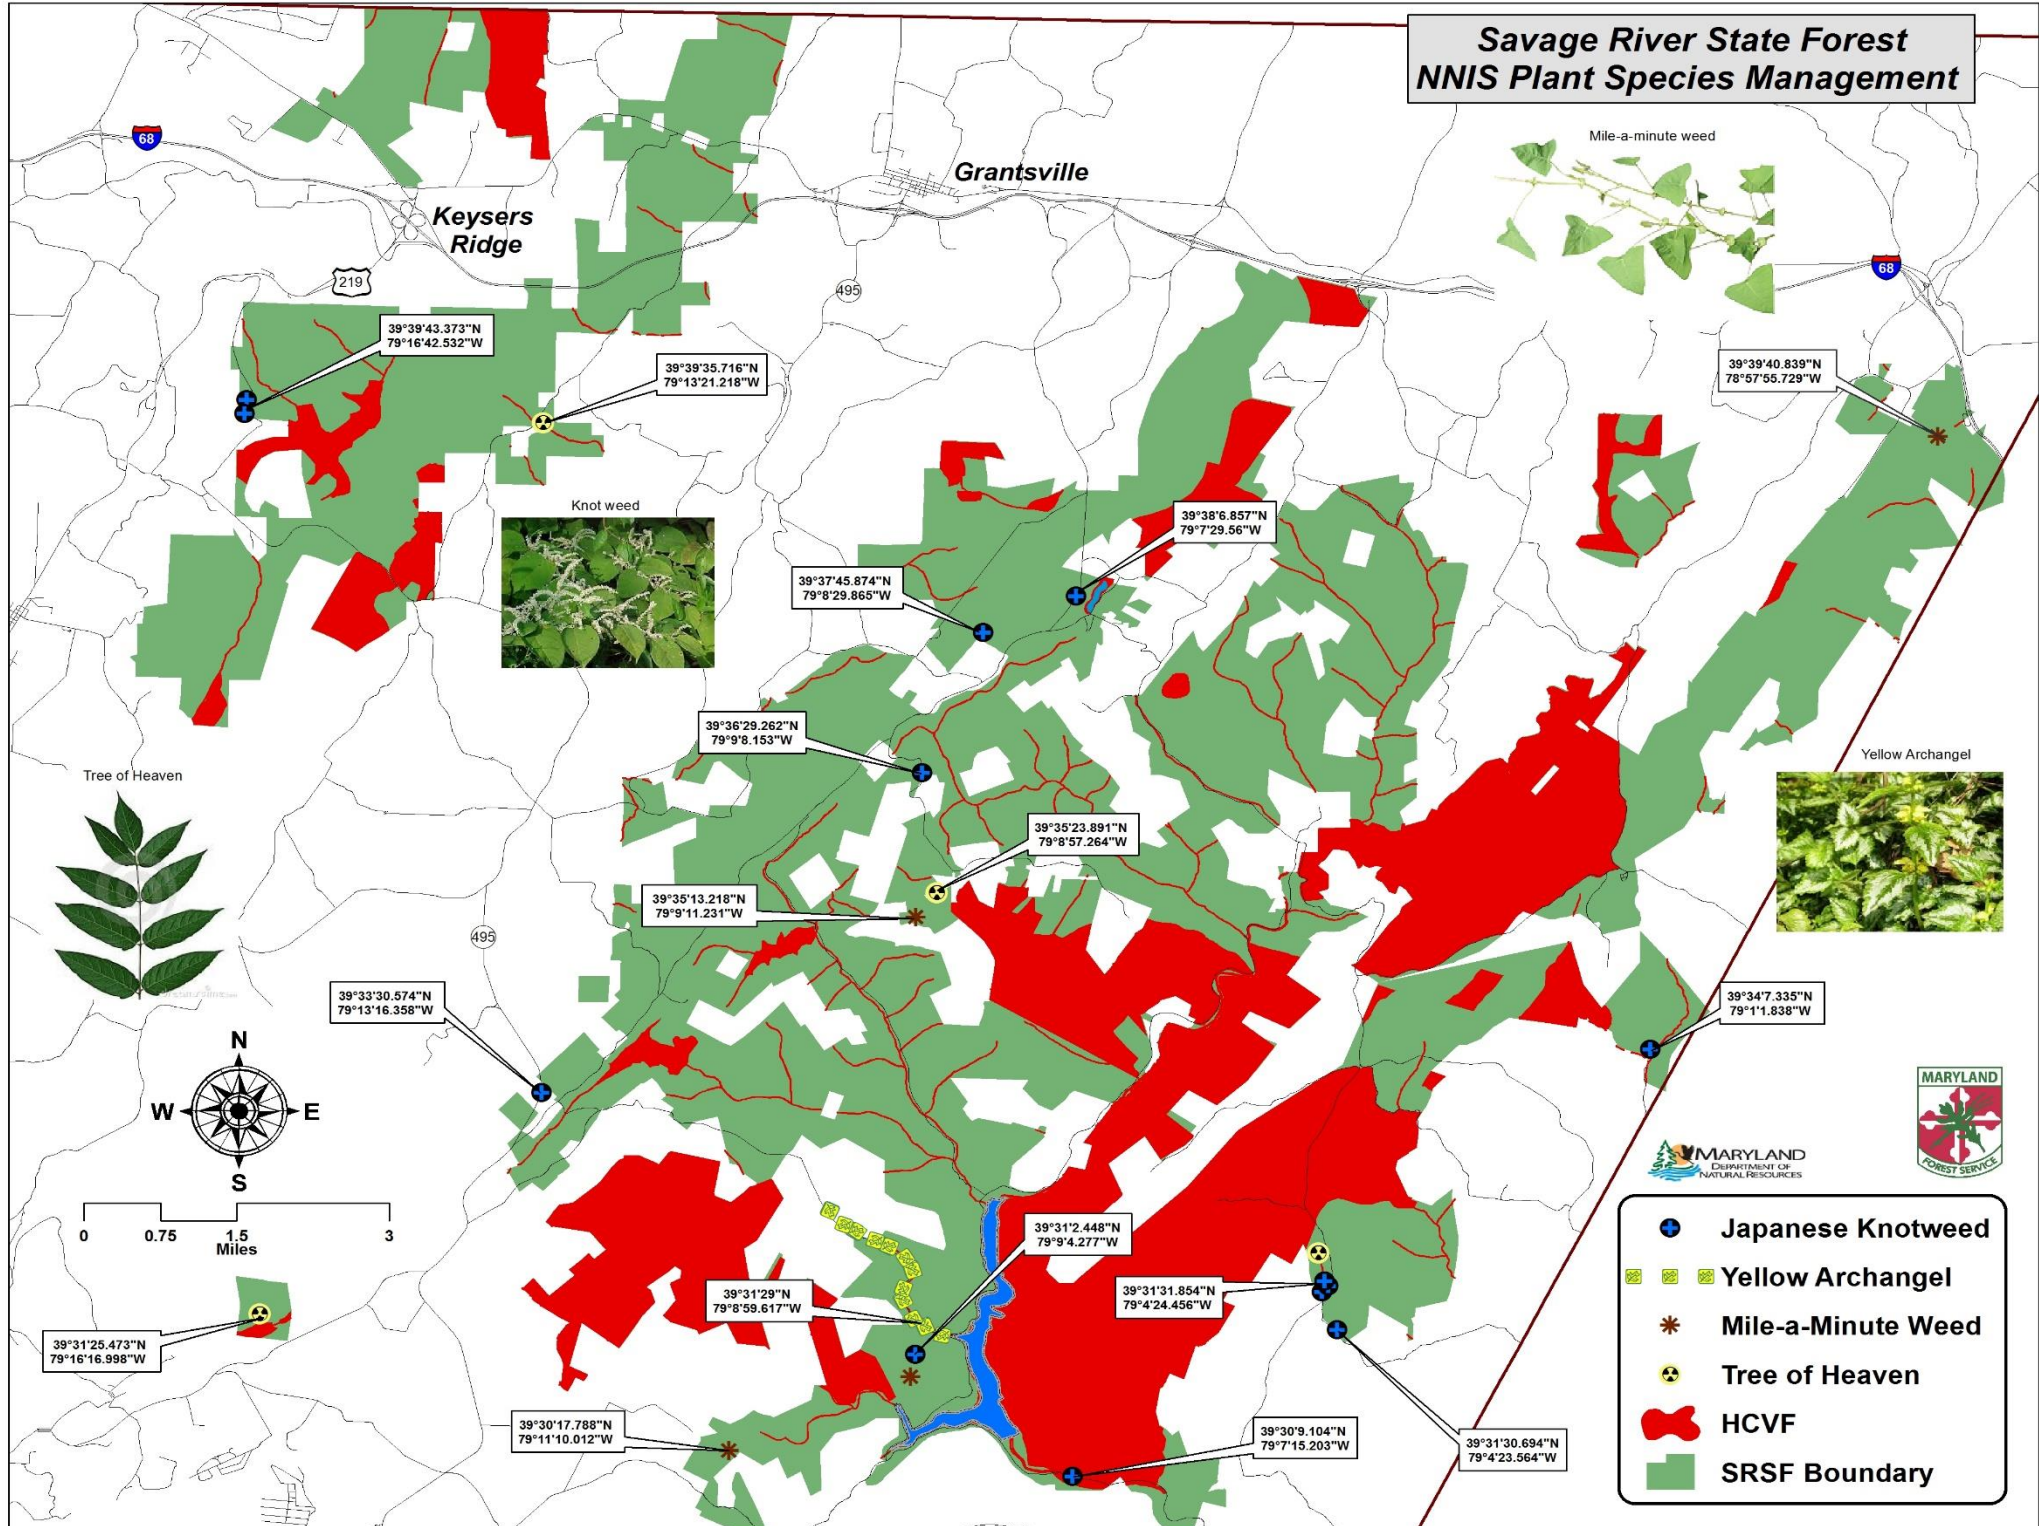 Savage River State Forest
NNIS Plant Species Management
Mile-a-minute weed
68
Grantsville
Keysers
Ridge
68
219
495
39°39'43.373"N
79°16'42.532"W
39°39'35.716"N
79°13'21.218"W
39°39'40.839"N
78°57'55.729"W
Knot weed
39°38'6.857"N
79°7'29.56"W
39°37'45.874"N
79°8'29.865"W
39°36'29.262"N
79°9'8.153"W
Yellow Archangel
Tree of Heaven
39°35'23.891"N
79°8'57.264"W
39°35'13.218"N
79°9'11.231"W
495
39°33'30.574"N
79°13'16.358"W
39°34'7.335"N
79°1'1.838"W
N
W
E
S
MARYLAND
FOREST SERVICE
MARYLAND
DEPARTMENT OF
NATURAL RESOURCES
0
0.75
1.5
3
Miles
39°31'2.448"N
79°9'4.277"W
39°31'29"N
79°8'59.617"W
39°31'31.854"N
79°4'24.456"W
39°31'25.473"N
79°16'16.998"W
39°30'17.788"N
79°11'10.012"W
39°30'9.104"N
79°7'15.203"W
39°31'30.694"N
79°4'23.564"W
Japanese Knotweed
Yellow Archangel
Mile-a-Minute Weed
Tree of Heaven
HCVF
SRSF Boundary